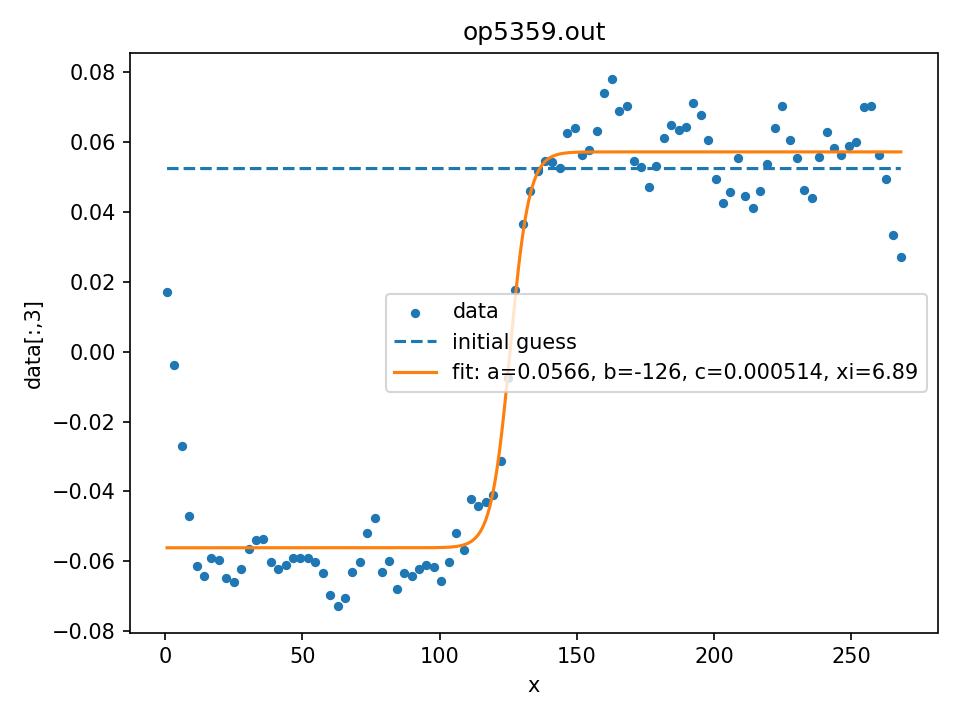 op5359.out
0.08
0.06
0.04
0.02
0.00
−0.02
−0.04
−0.06
−0.08
data[:,3]
data
initial guess
fit: a=0.0566, b=-126, c=0.000514, xi=6.89
0 50 100 150 200 250
x